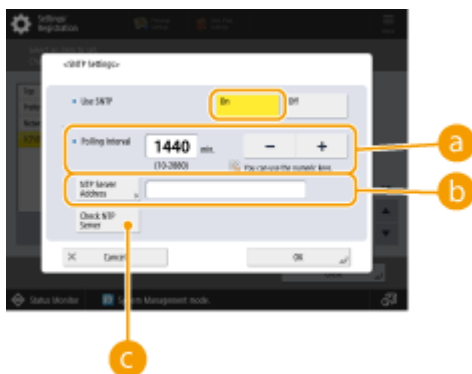 Settings/
Registration
<SNTP Settings>
Use SNTP
On
Off
Polling Interval
1440 min.
− +
(10-2880)
You can use the numeric keys.
a
NTP Server
Address
b
Check NTP
Server
Cancel
OK
Status Monitor
System Management mode.
c